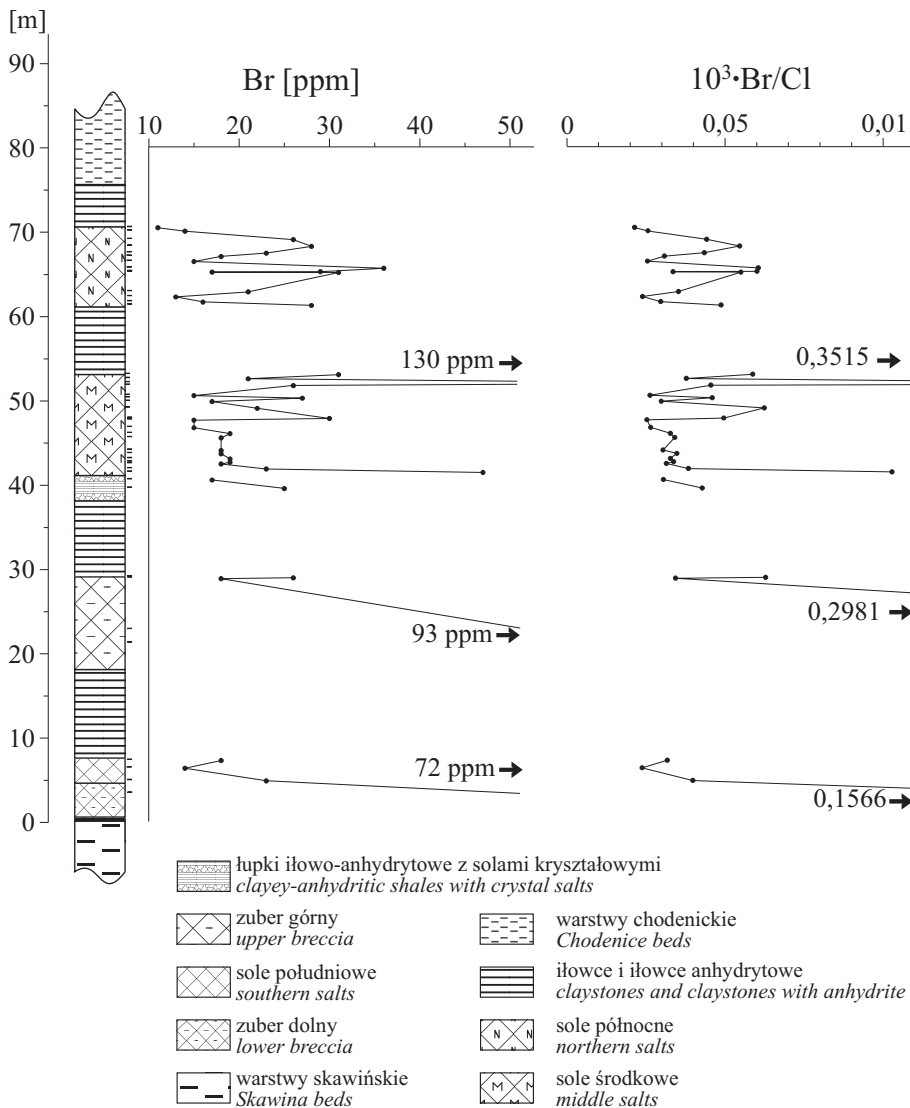 [m]
Br [ppm]
10³·Br/Cl
90
80
70
60
50
40
30
20
10
0
10 20 30 40 50
0 0,05 0,01
N N
N
N N
N
N N
130 ppm
0,3515
M M
M
M M
M
M M
93 ppm
0,2981
72 ppm
0,1566
łupki iłowo-anhydrytowe z solami kryształowymi
clayey-anhydritic shales with crystal salts
zuber górny
upper breccia
sole południowe
southern salts
zuber dolny
lower breccia
warstwy skawińskie
Skawina beds
warstwy chodenickie
Chodenice beds
iłowce i iłowce anhydrytowe
claystones and claystones with anhydrite
N N
sole północne
northern salts
M M
sole środkowe
middle salts